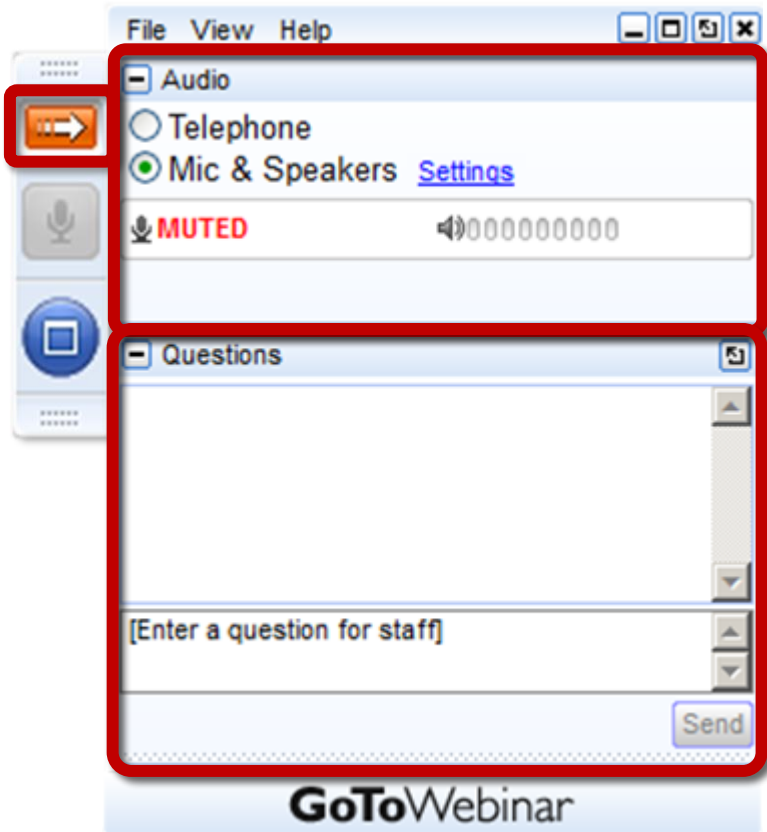 File View Help
Audio
Telephone
Mic & Speakers Settings
MUTED
Questions
[Enter a question for staff]
Send
GoToWebinar